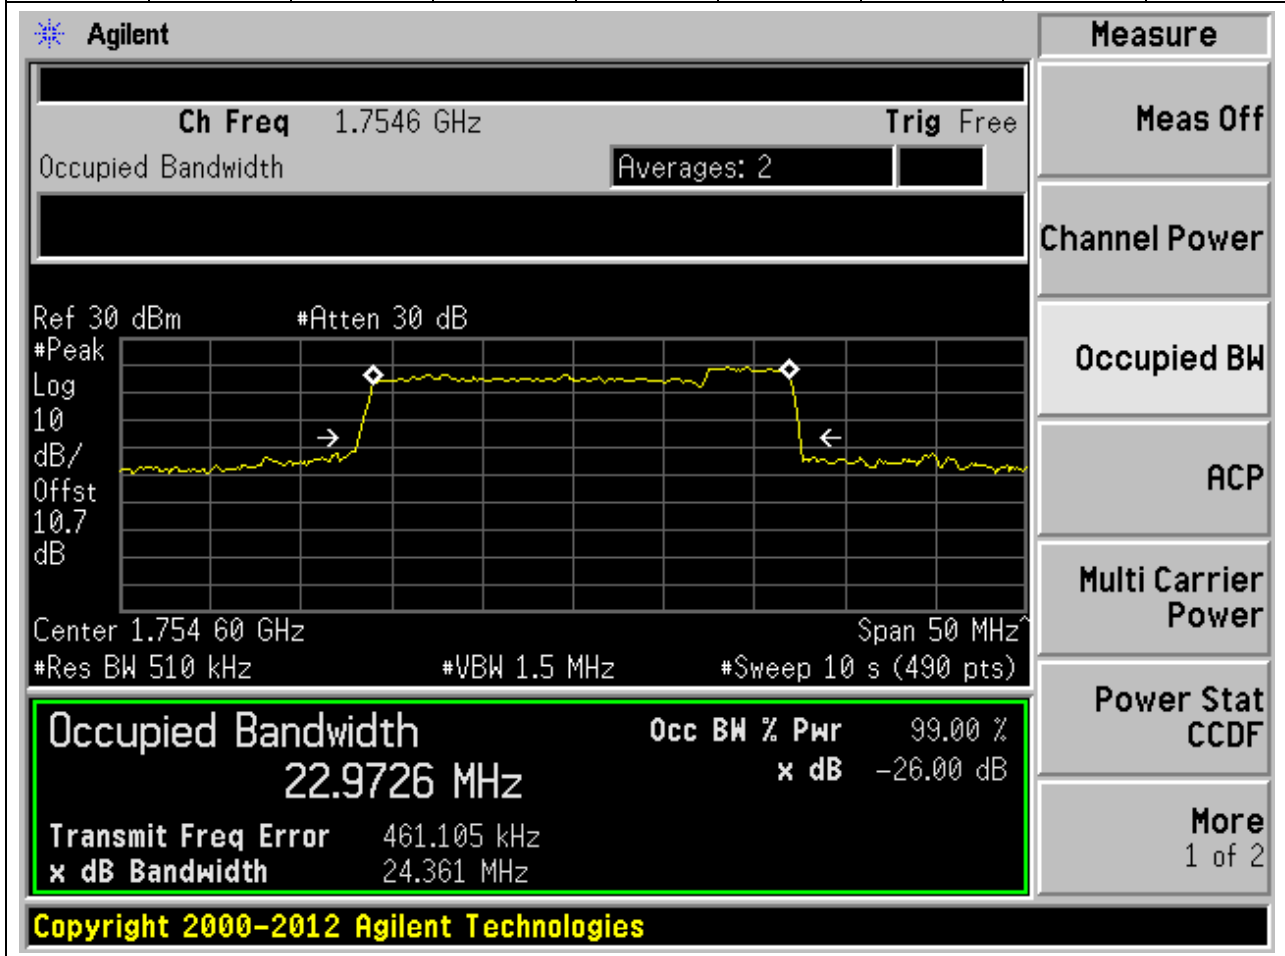 Agilent
Measure
Ch Freq 1.7546 GHz Trig Free
Occupied Bandwidth Averages: 2
Ref 30 dBm #Atten 30 dB
#Peak
Log
10
dB/
Offst
10.7
dB
Center 1.754 60 GHz Span 50 MHz^
#Res BW 510 kHz #VBW 1.5 MHz #Sweep 10 s (490 pts)
Occupied Bandwidth Occ BW % Pwr 99.00 %
22.9726 MHz x dB -26.00 dB
Transmit Freq Error 461.105 kHz
x dB Bandwidth 24.361 MHz
Copyright 2000-2012 Agilent Technologies
Meas Off
Channel Power
Occupied BW
ACP
Multi Carrier
Power
Power Stat
CCDF
More
1 of 2